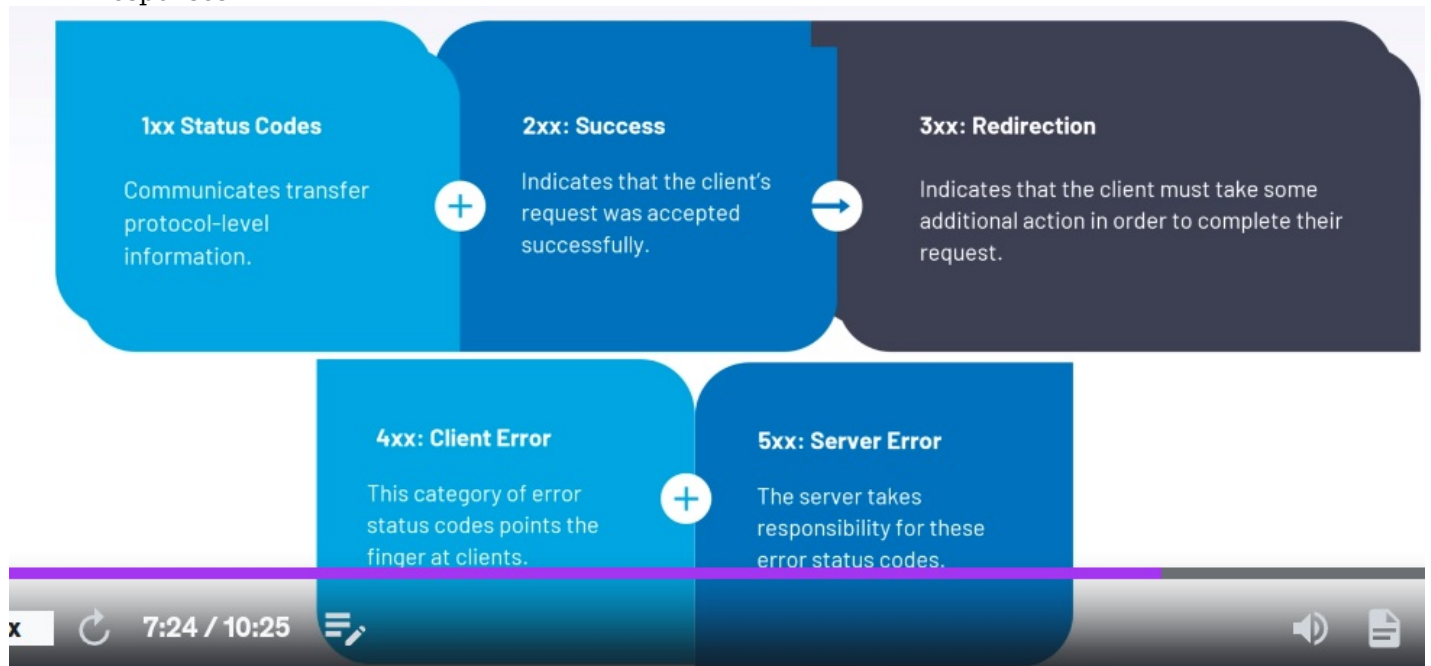 1xx Status Codes
Communicates transfer
protocol-level
information.
2xx: Success
Indicates that the client's
request was accepted
successfully.
3xx: Redirection
Indicates that the client must take some
additional action in order to complete their
request.
4xx: Client Error
This category of error
status codes points the
finger at clients.
5xx: Server Error
The server takes
responsibility for these
error status codes.
x
7:24 / 10:25